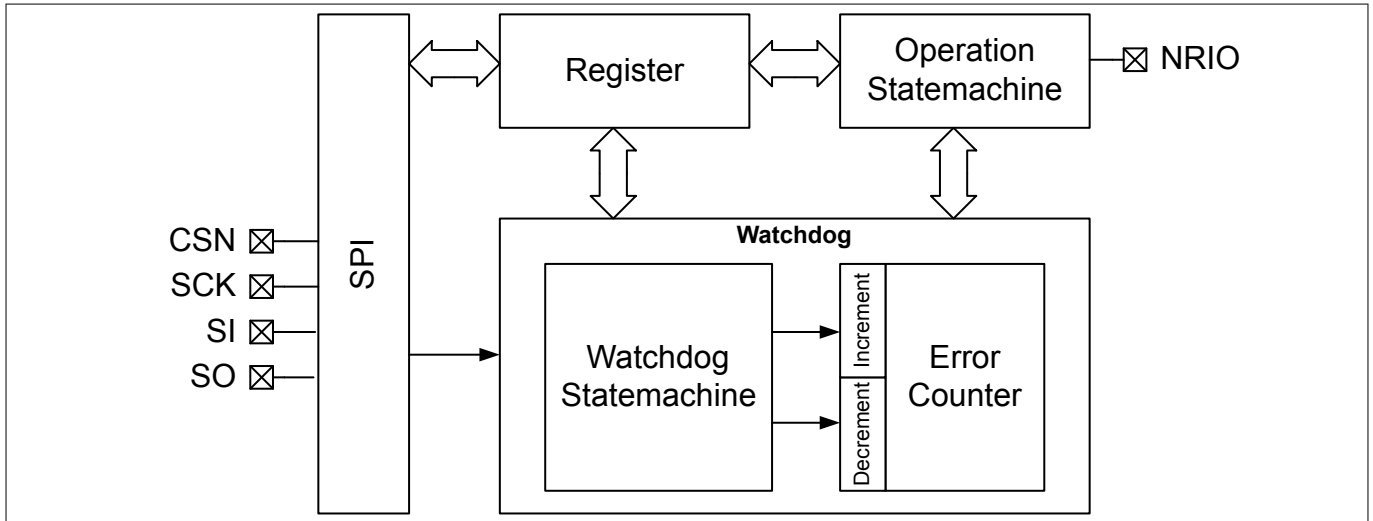 Register
Operation
Statemachine
NRIO
CSN
SCK
SI
SO
SPI
Watchdog
Watchdog
Statemachine
Increment
Decrement
Error
Counter